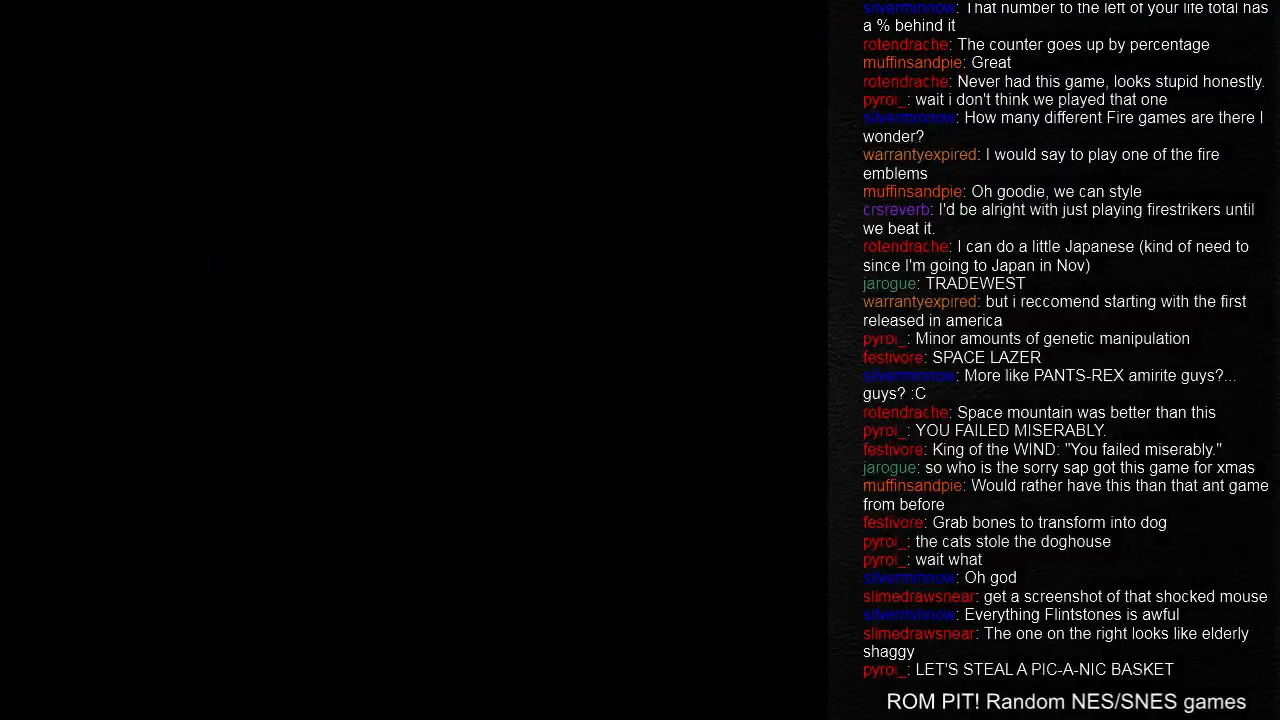 silverminnow: That number to the left of your life total has
a % behind it
rotendrache: The counter goes up by percentage
muffinsandpie: Great
rotendrache: Never had this game, looks stupid honestly.
pyroi_: wait i don't think we played that one
silverminnow: How many different Fire games are there I
wonder?
warrantyexpired: I would say to play one of the fire
emblems
muffinsandpie: Oh goodie, we can style
crsreverb: I'd be alright with just playing firestrikers until
we beat it.
rotendrache: I can do a little Japanese (kind of need to
since I'm going to Japan in Nov)
jarogue: TRADEWEST
warrantyexpired: but i reccomend starting with the first
released in america
pyroi_: Minor amounts of genetic manipulation
festivore: SPACE LAZER
silverminnow: More like PANTS-REX amirite guys?...
guys? :C
rotendrache: Space mountain was better than this
pyroi_: YOU FAILED MISERABLY.
festivore: King of the WIND: "You failed miserably."
jarogue: so who is the sorry sap got this game for xmas
muffinsandpie: Would rather have this than that ant game
from before
festivore: Grab bones to transform into dog
pyroi_: the cats stole the doghouse
pyroi_: wait what
silverminnow: Oh god
slimedrawsnear: get a screenshot of that shocked mouse
silverminnow: Everything Flintstones is awful
slimedrawsnear: The one on the right looks like elderly
shaggy
pyroi_: LET'S STEAL A PIC-A-NIC BASKET
ROM PIT! Random NES/SNES games